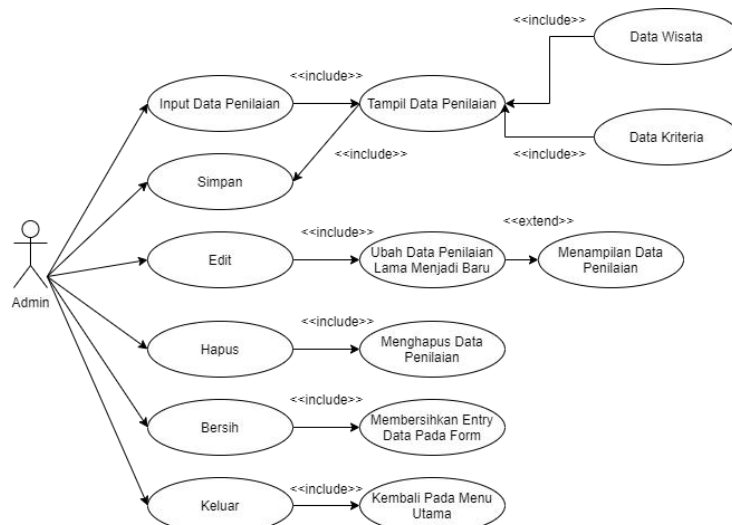 <<include>>
Data Wisata
<<include>>
Input Data Penilaian
Tampil Data Penilaian
Data Kriteria
<<include>>
<<include>>
Simpan
<<extend>>
<<include>>
Edit
Ubah Data Penilaian
Lama Menjadi Baru
Menampilan Data
Penilaian
Admin
<<include>>
Hapus
Menghapus Data
Penilaian
<<include>>
Bersih
Membersihkan Entry
Data Pada Form
<<include>>
Keluar
Kembali Pada Menu
Utama